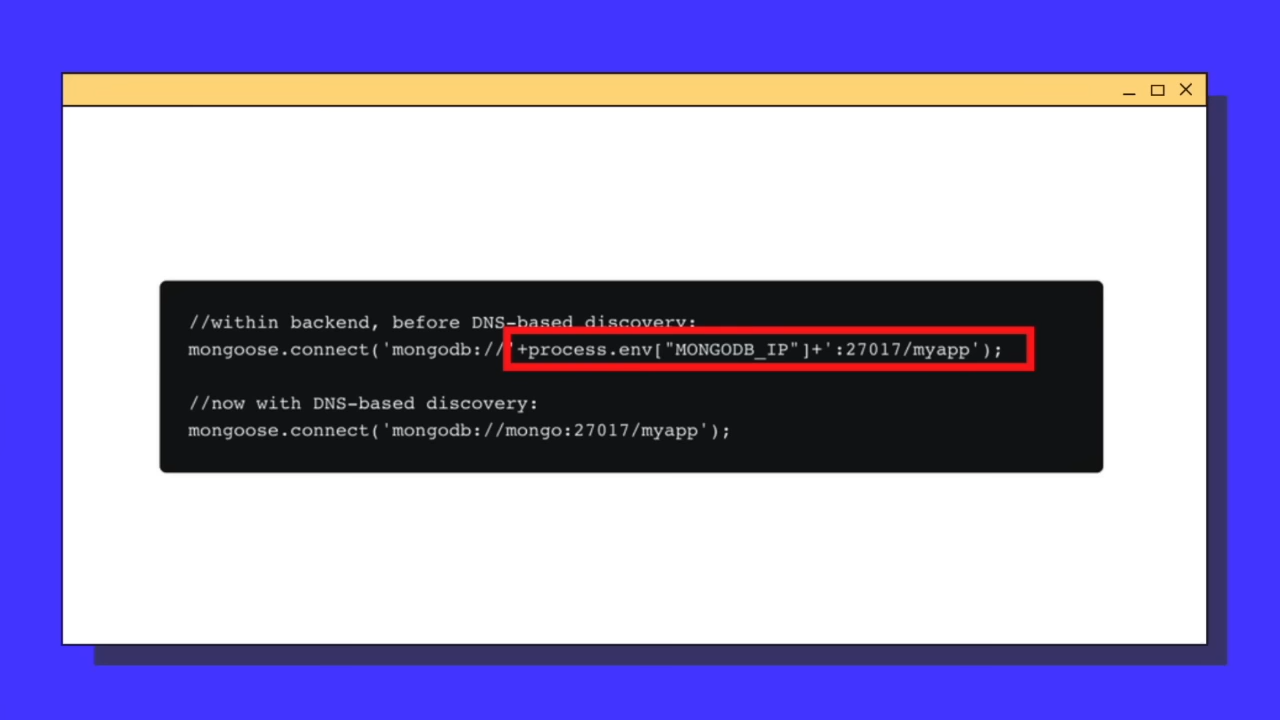 //within backend, before DNS-based discovery:
mongoose.connect('mongodb://'+process.env["MONGODB_IP"]+':27017/myapp');
//now with DNS-based discovery:
mongoose.connect('mongodb://mongo:27017/myapp');